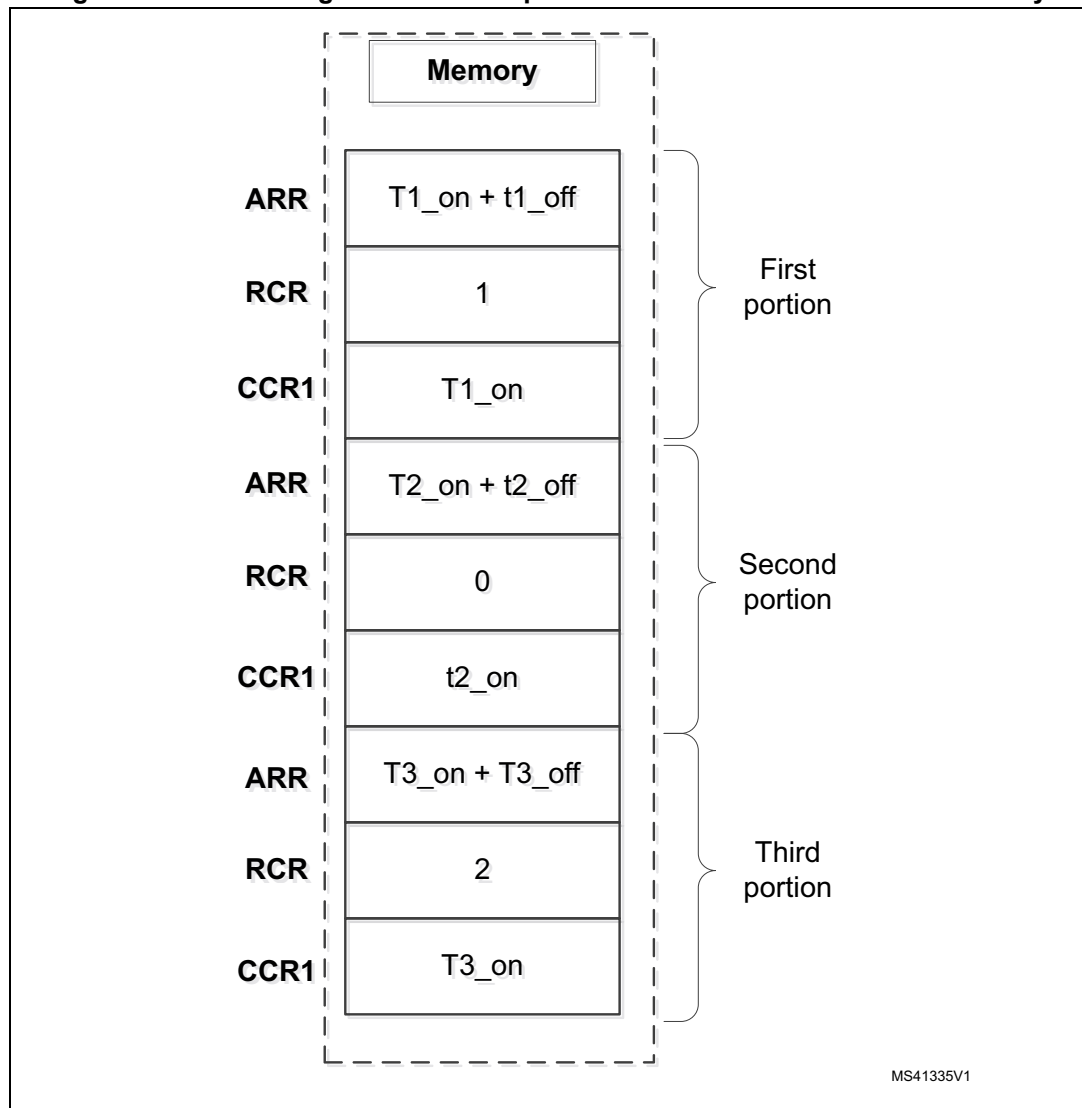 Memory
ARR T1_on + t1_off
RCR 1
CCR1 T1_on
First
portion
ARR T2_on + t2_off
RCR 0
CCR1 t2_on
Second
portion
ARR T3_on + T3_off
RCR 2
CCR1 T3_on
Third
portion
MS41335V1